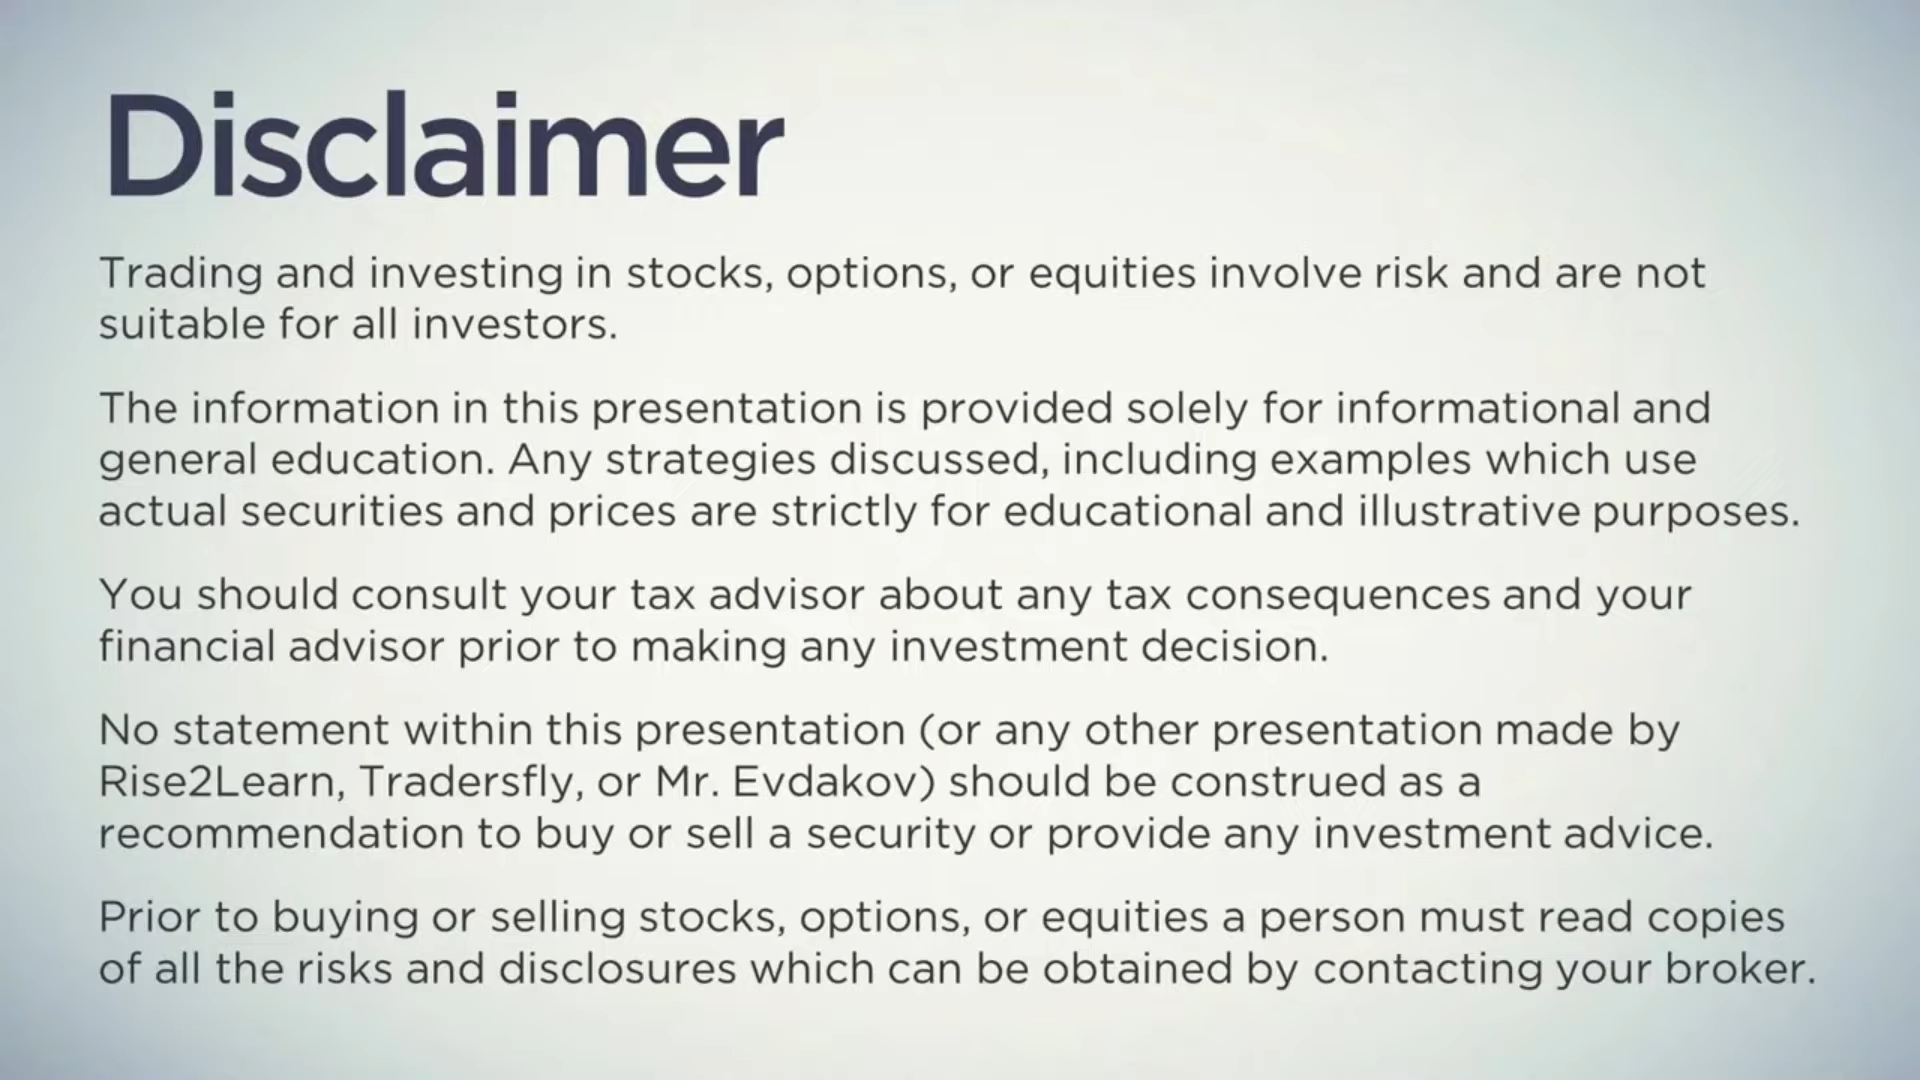 Disclaimer
Trading and investing in stocks, options, or equities involve risk and are not
suitable for all investors.
The information in this presentation is provided solely for informational and
general education. Any strategies discussed, including examples which use
actual securities and prices are strictly for educational and illustrative purposes.
You should consult your tax advisor about any tax consequences and your
financial advisor prior to making any investment decision.
No statement within this presentation (or any other presentation made by
Rise2Learn, Tradersfly, or Mr. Evdakov) should be construed as a
recommendation to buy or sell a security or provide any investment advice.
Prior to buying or selling stocks, options, or equities a person must read copies
of all the risks and disclosures which can be obtained by contacting your broker.